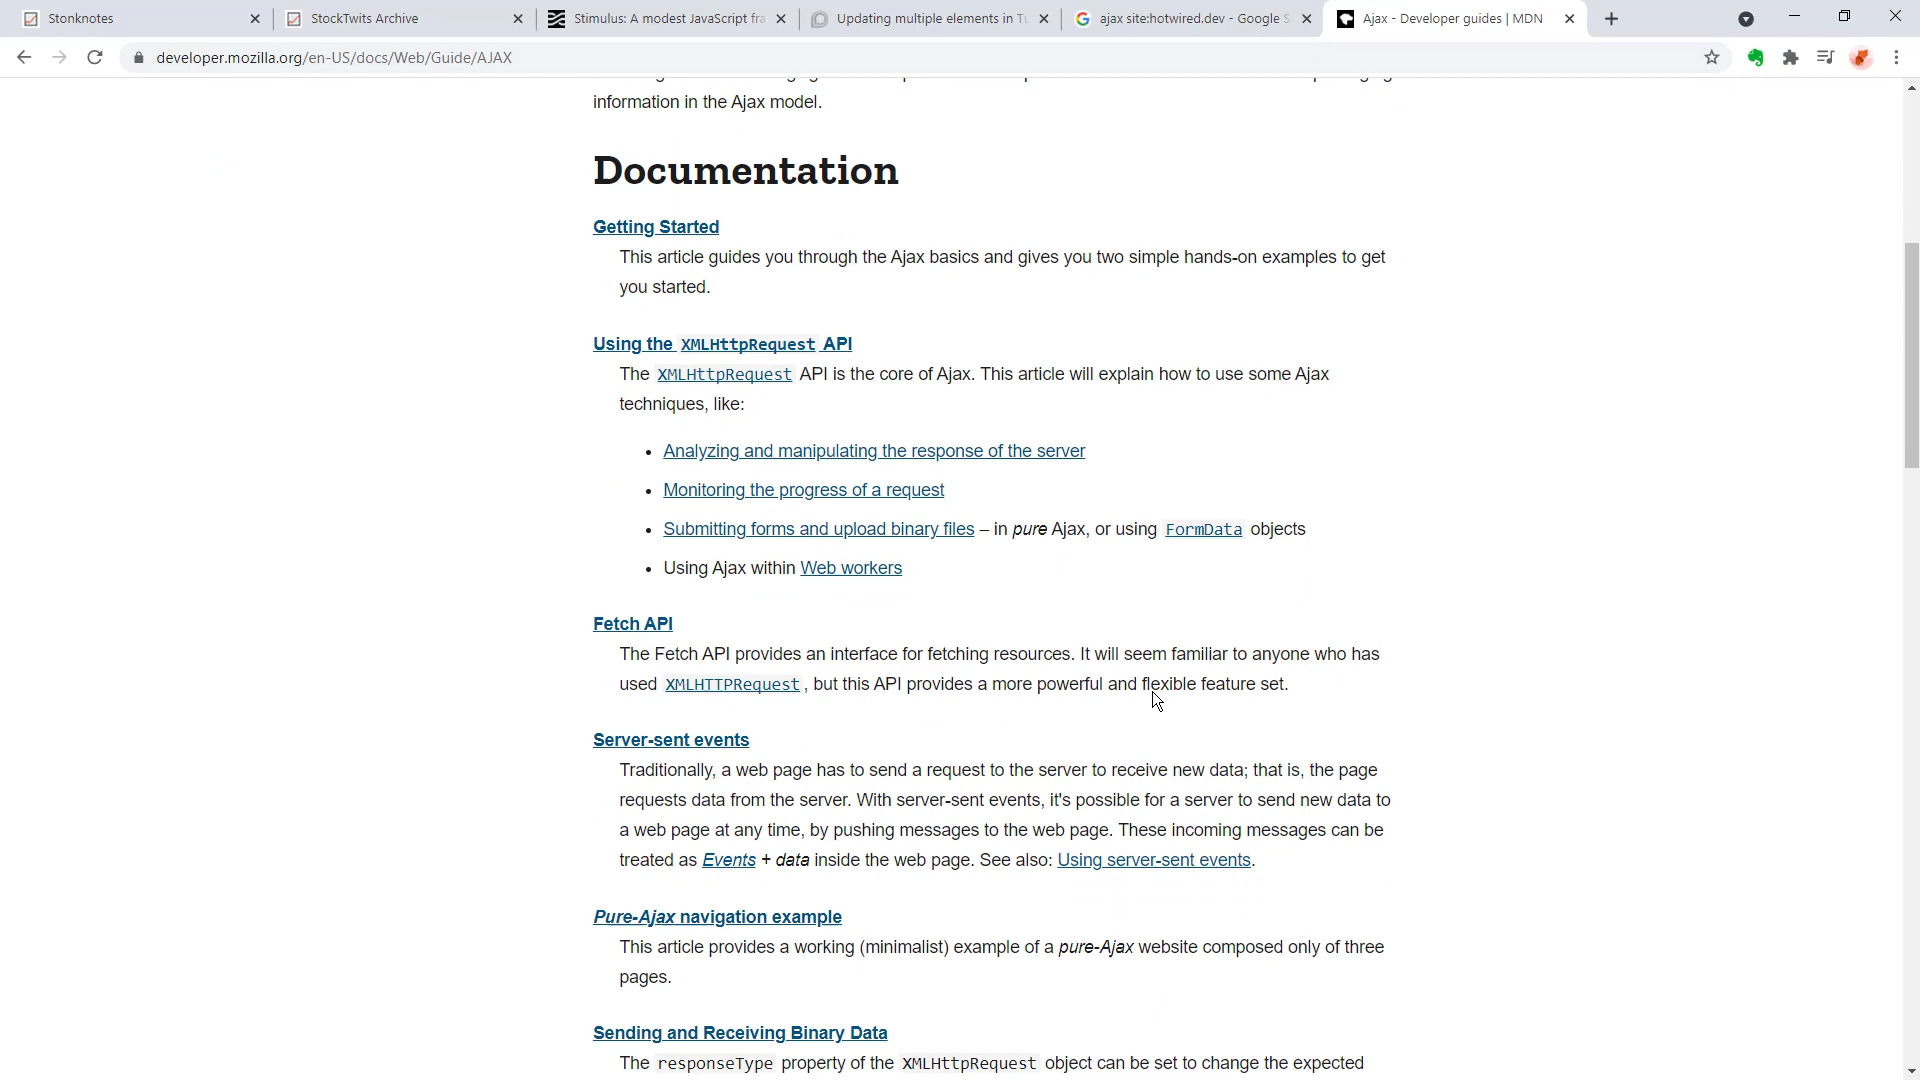 Stonknotes
StockTwits Archive
Stimulus: A modest JavaScript fra
Updating multiple elements in Tu
ajax site:hotwired.dev - Google S
Ajax - Developer guides | MDN
developer.mozilla.org/en-US/docs/Web/Guide/AJAX
information in the Ajax model.
Documentation
Getting Started
This article guides you through the Ajax basics and gives you two simple hands-on examples to get
you started.
Using the XMLHttpRequest API
The XMLHttpRequest API is the core of Ajax. This article will explain how to use some Ajax
techniques, like:
• Analyzing and manipulating the response of the server
• Monitoring the progress of a request
• Submitting forms and upload binary files – in pure Ajax, or using FormData objects
• Using Ajax within Web workers
Fetch API
The Fetch API provides an interface for fetching resources. It will seem familiar to anyone who has
used XMLHTTPRequest, but this API provides a more powerful and flexible feature set.
Server-sent events
Traditionally, a web page has to send a request to the server to receive new data; that is, the page
requests data from the server. With server-sent events, it's possible for a server to send new data to
a web page at any time, by pushing messages to the web page. These incoming messages can be
treated as Events + data inside the web page. See also: Using server-sent events.
Pure-Ajax navigation example
This article provides a working (minimalist) example of a pure-Ajax website composed only of three
pages.
Sending and Receiving Binary Data
The responseType property of the XMLHttpRequest object can be set to change the expected